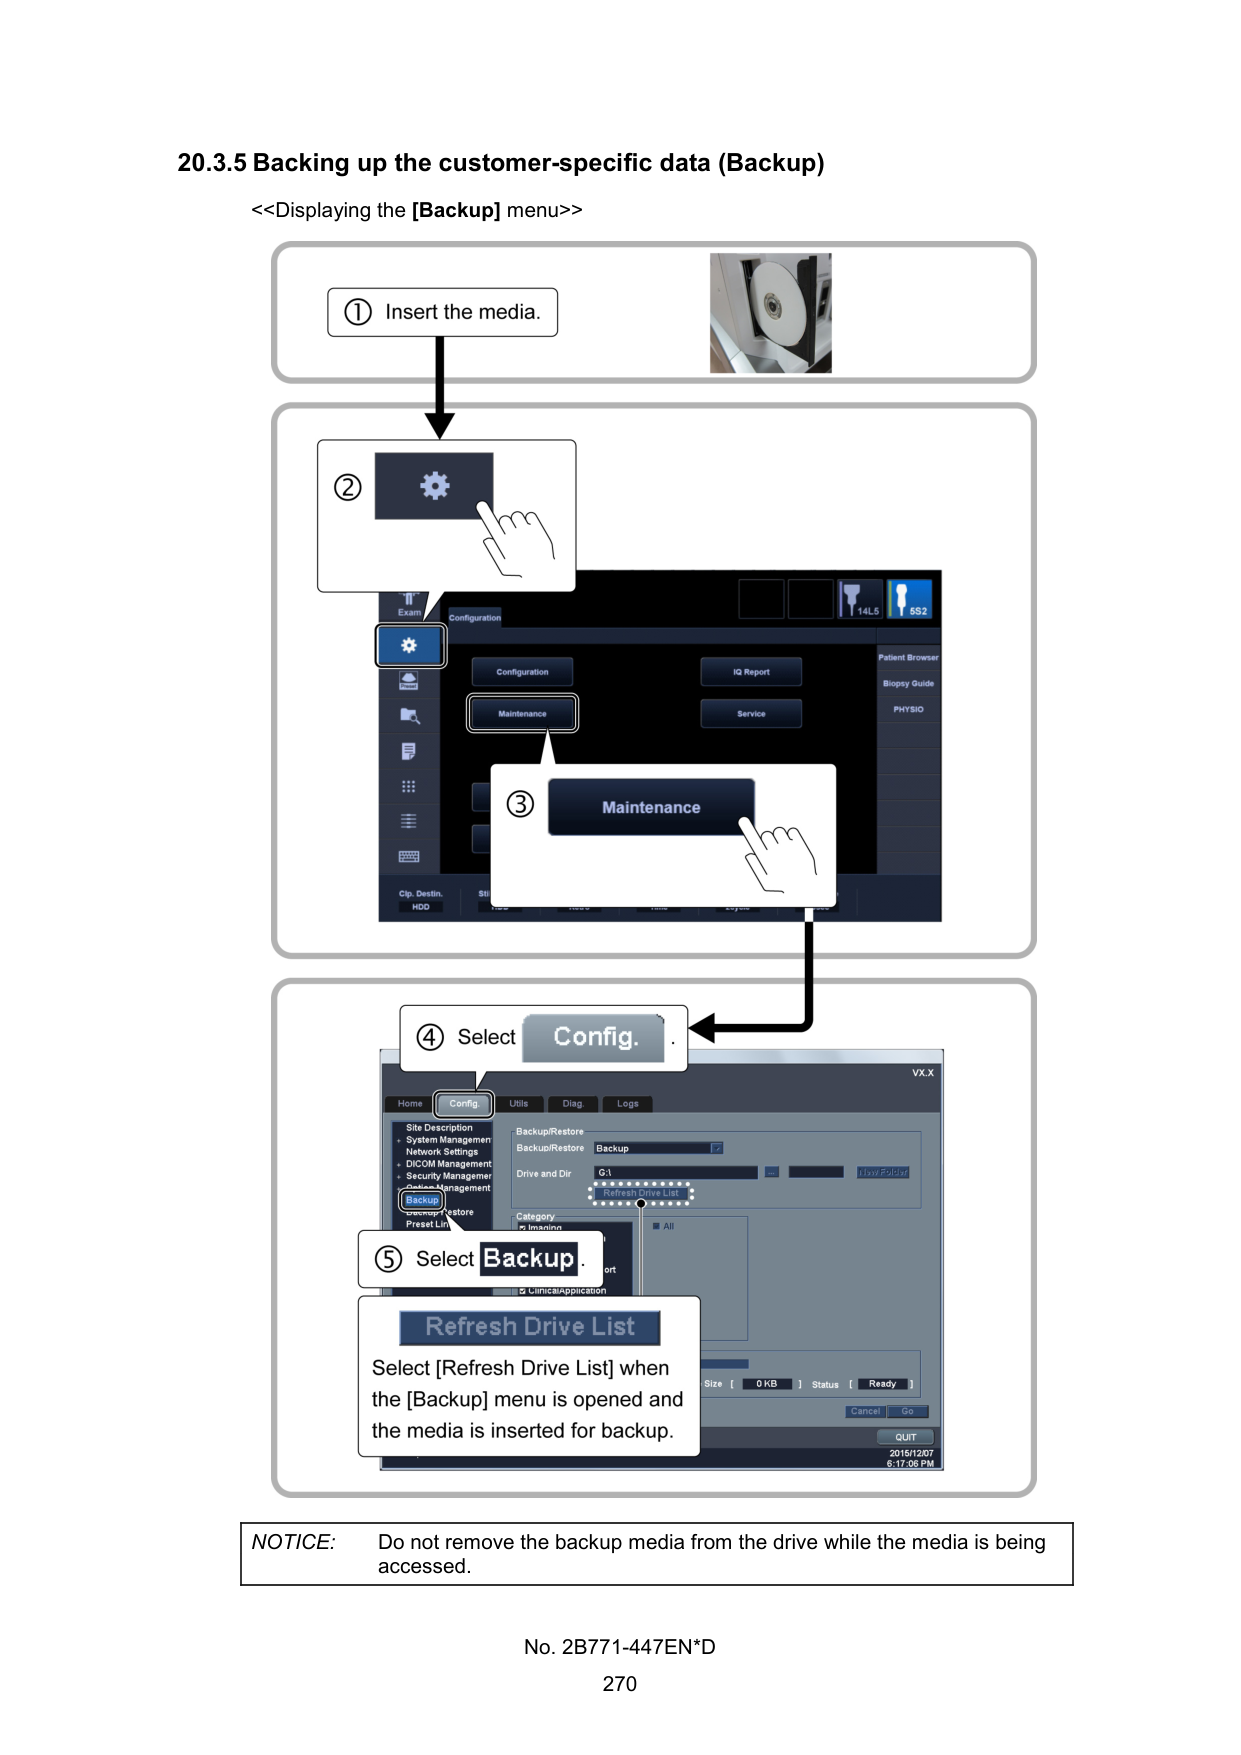 20.3.5 Backing up the customer-specific data (Backup)
<<Displaying the [Backup] menu>>
① Insert the media.
②
Exam
Configuration
14L5
5S2
Configuration
IQ Report
Patient Browser
Preset
Biopsy Guide
Maintenance
Service
PHYSIO
③ Maintenance
Clp. Destin.
HDD
④ Select Config. .
VX.X
Home Config. Utils Diag. Logs
Site Description
+ System Managemen
Network Settings
+ DICOM Management
+ Security Managemer
+ Option Management
Backup
Backup Restore
Preset Lin
Backup/Restore
Backup/Restore Backup
Drive and Dir G:\ ... New Folder
Refresh Drive List
Category
Imaging
All
ort
ClinicalApplication
⑤ Select Backup .
Refresh Drive List
Select [Refresh Drive List] when
the [Backup] menu is opened and
the media is inserted for backup.
Size [ 0 KB ] Status [ Ready ]
Cancel Go
QUIT
2015/12/07
6:17:06 PM
NOTICE: Do not remove the backup media from the drive while the media is being
accessed.
No. 2B771-447EN*D
270